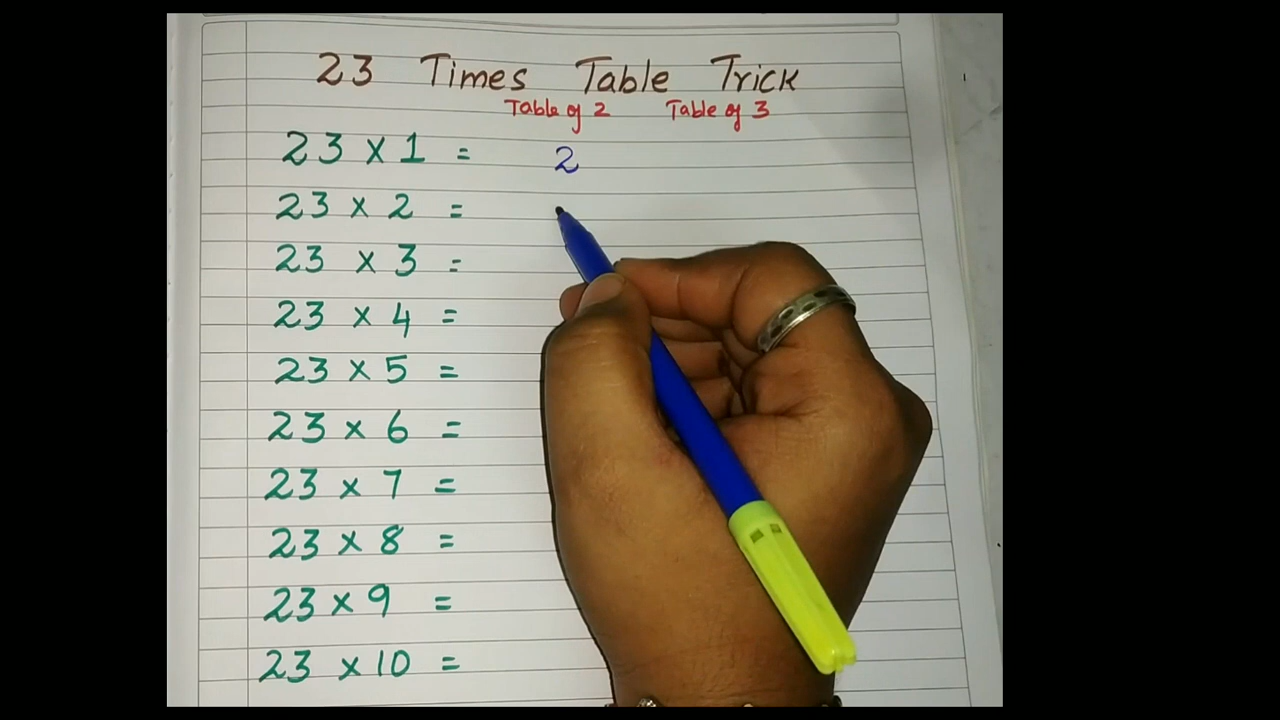 23 Times Table Trick
Table of 2 Table of 3
23 x 1 = 2
23 x 2 =
23 x 3 =
23 x 4 =
23 x 5 =
23 x 6 =
23 x 7 =
23 x 8 =
23 x 9 =
23 x 10 =